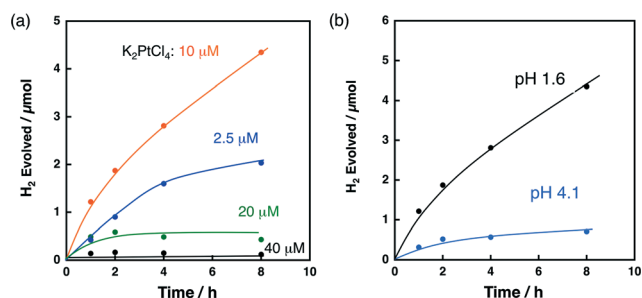 (a)
H₂ Evolved / μmol
5
4
3
2
1
0
K₂PtCl₄: 10 μM
2.5 μM
20 μM
40 μM
0 2 4 6 8 10
Time / h
(b)
H₂ Evolved / μmol
6
5
4
3
2
1
0
pH 1.6
pH 4.1
0 2 4 6 8 10
Time / h